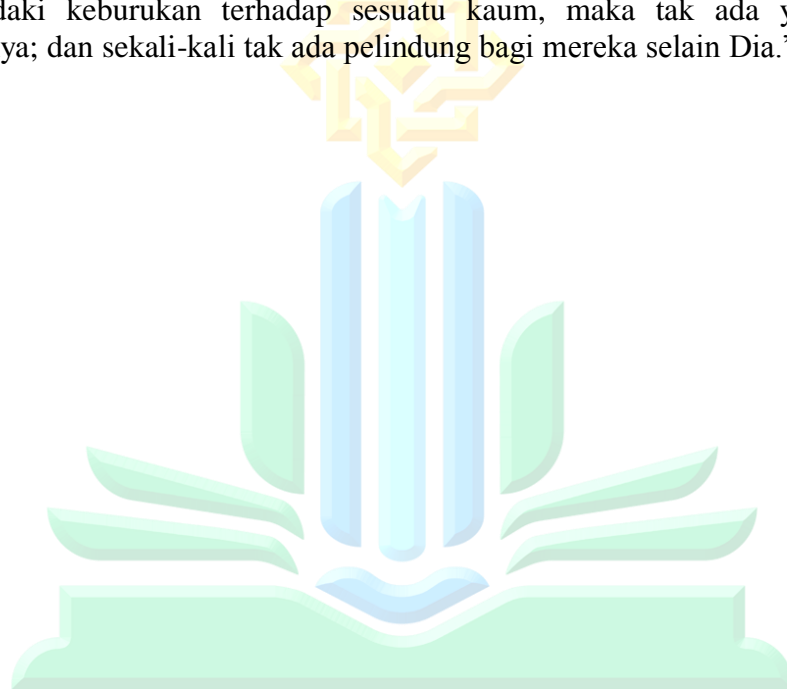 daki keburukan terhadap sesuatu kaum, maka tak ada
ya; dan sekali-kali tak ada pelindung bagi mereka selain Dia.”